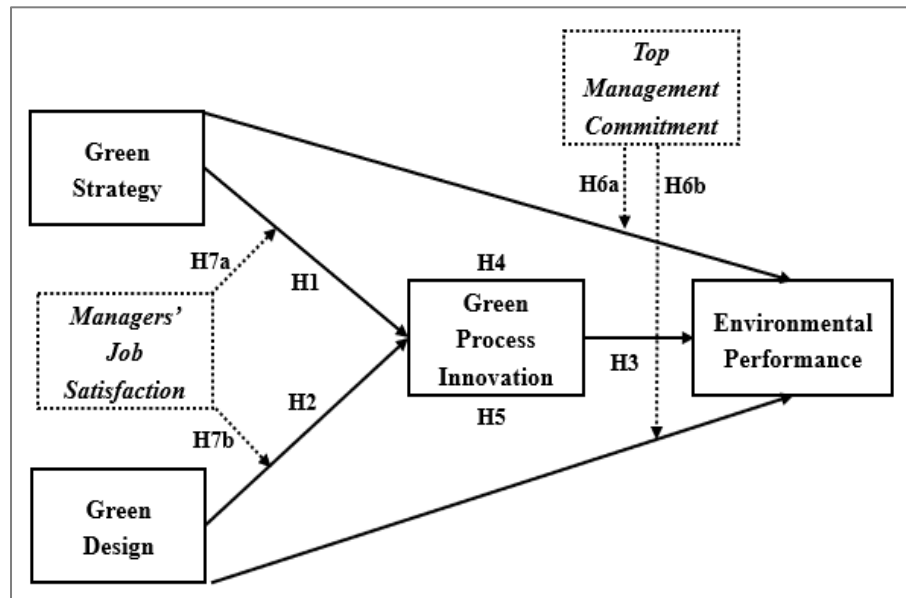 Top
Management
Commitment
Green
Strategy
H6a
H6b
H7a
H1
H4
Managers’
Job
Satisfaction
Green
Process
Innovation
Environmental
Performance
H3
H2
H5
H7b
Green
Design